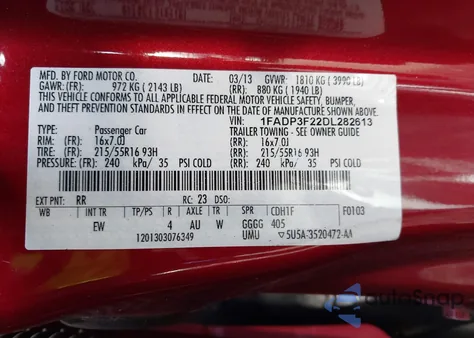 MFD. BY FORD MOTOR CO. 03/13 GVWR: 1810 KG ( 3990 LB)
GAWR: (FR): 972 KG ( 2143 LB) (RR): 880 KG ( 1940 LB)
THIS VEHICLE CONFORMS TO ALL APPLICABLE FEDERAL MOTOR VEHICLE SAFETY, BUMPER,
AND THEFT PREVENTION STANDARDS IN EFFECT ON THE DATE OF MANUFACTURE SHOWN ABOVE.
VIN: 1FADP3F22DL282613
TYPE: Passenger Car TRAILER TOWING - SEE OWNERS GUIDE
RIM: (FR): 16x7.0J (RR): 16x7.0J
TIRE: (FR): 215/55R16 93H (RR): 215/55R16 93H
PRESSURE: (FR): 240 kPa/ 35 PSI COLD (RR): 240 kPa/ 35 PSI COLD
EXT PNT: RR RC: 23 DSO:
WB INT TR TP/PS R AXLE TR SPR CDH1F F0103
EW 4 AU W GGGG 405
1201303076349 UMU ▽5U5A-3520472-AA
autoSnap